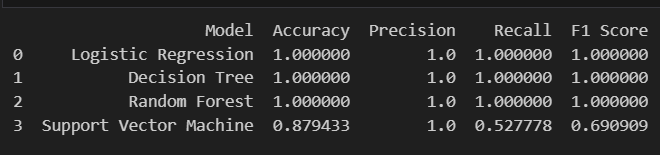 Model Accuracy Precision Recall F1 Score
0 Logistic Regression 1.000000 1.0 1.000000 1.000000
1 Decision Tree 1.000000 1.0 1.000000 1.000000
2 Random Forest 1.000000 1.0 1.000000 1.000000
3 Support Vector Machine 0.879433 1.0 0.527778 0.690909